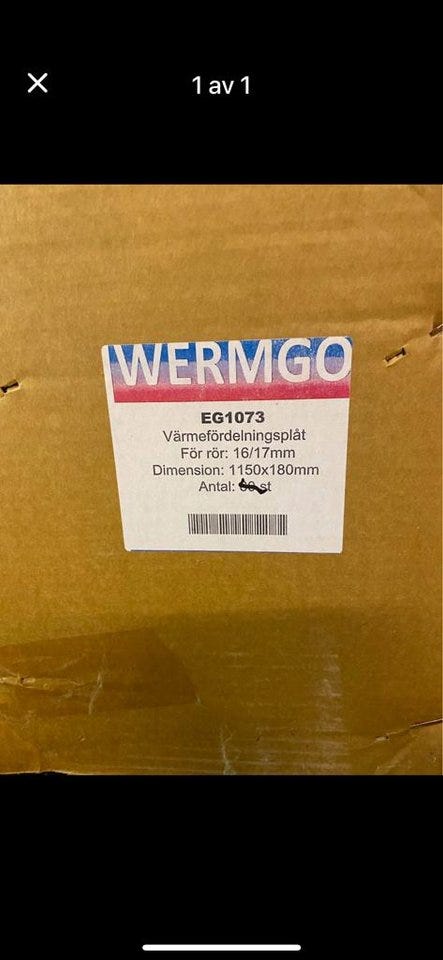 1 av 1
WERMGO
EG1073
Värmefördelningsplåt
För rör: 16/17mm
Dimension: 1150x180mm
Antal: st